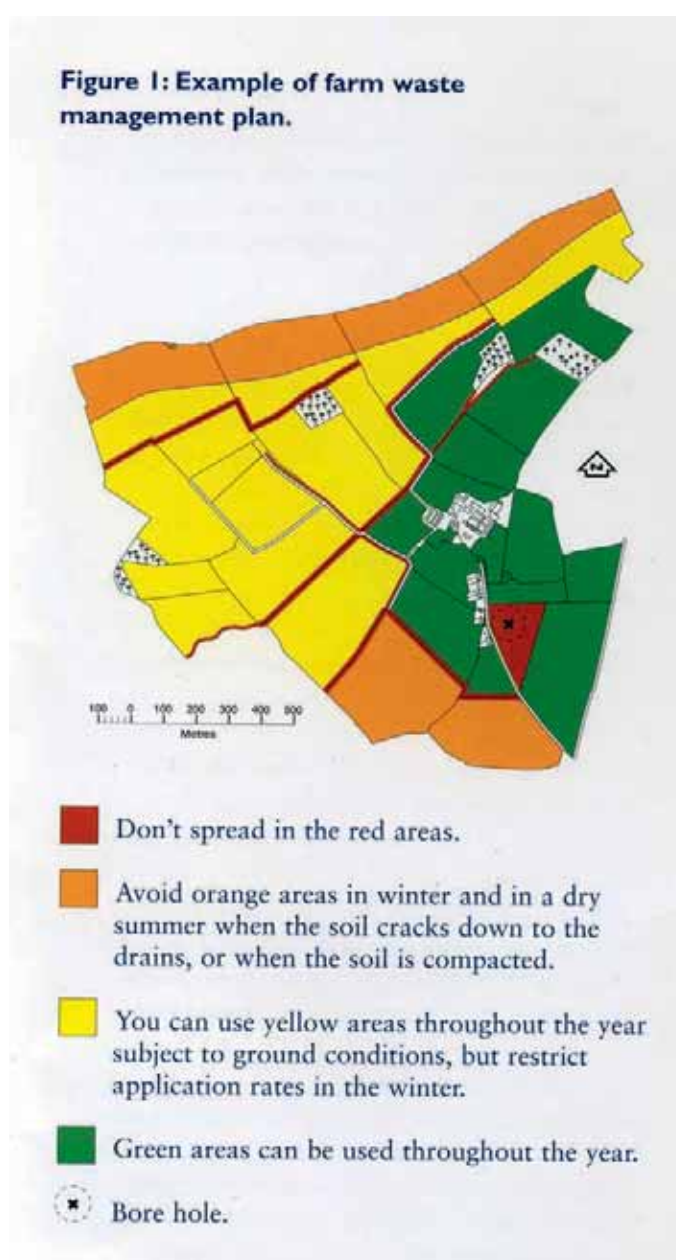 Figure 1: Example of farm waste
management plan.
N
100 0 100 200 300 400 500
Metres
Don't spread in the red areas.
Avoid orange areas in winter and in a dry
summer when the soil cracks down to the
drains, or when the soil is compacted.
You can use yellow areas throughout the year
subject to ground conditions, but restrict
application rates in the winter.
Green areas can be used throughout the year.
Bore hole.